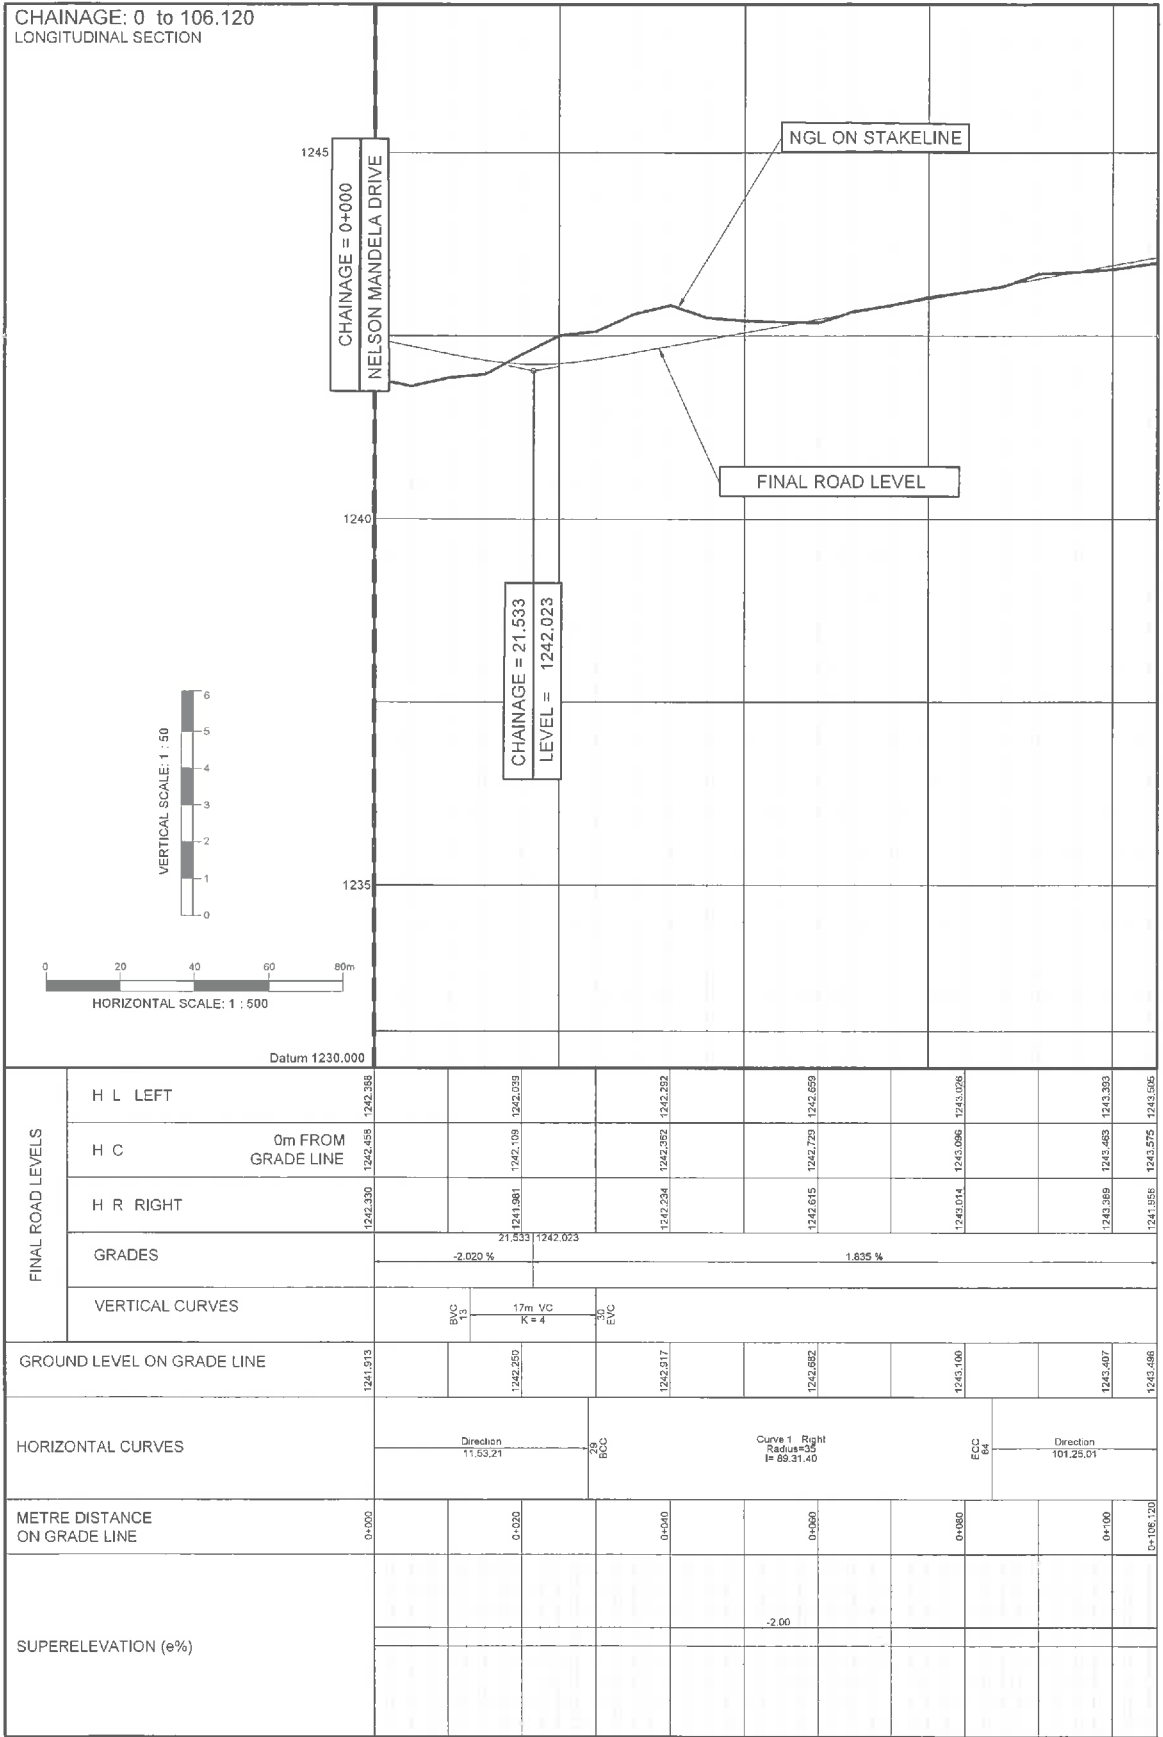 CHAINAGE: 0 to 106.120
LONGITUDINAL SECTION
NGL ON STAKELINE
1245
CHAINAGE = 0+000
NELSON MANDELA DRIVE
FINAL ROAD LEVEL
1240
CHAINAGE = 21.533
LEVEL = 1242.023
VERTICAL SCALE: 1 : 50
6
5
4
3
2
1
0
1235
0 20 40 60 80m
HORIZONTAL SCALE: 1 : 500
Datum 1230.000
FINAL ROAD LEVELS
H L LEFT
1242.388 1242.039 1242.292 1242.659 1243.026 1243.393 1243.505
H C 0m FROM
GRADE LINE
1242.458 1242.109 1242.362 1242.729 1243.096 1243.463 1243.575
H R RIGHT
1242.330 1241.981 1242.234 1242.615 1243.014 1243.389 1241.958
GRADES
21.533 1242.023
-2.020 % 1.835 %
VERTICAL CURVES
BVC
13
17m VC
K = 4
30
EVC
GROUND LEVEL ON GRADE LINE
1241.913 1242.250 1242.917 1242.682 1243.100 1243.407 1243.498
HORIZONTAL CURVES
Direction
11.53.21
29
BCC
Curve 1 Right
Radius=35
I= 89.31.40
ECC
84
Direction
101.25.01
METRE DISTANCE
ON GRADE LINE
0+000 0+020 0+040 0+060 0+080 0+100 0+106.120
SUPERELEVATION (e%)
-2.00